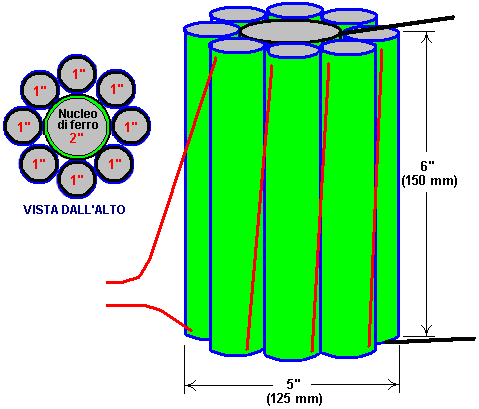 1"
1"
1"
1"
Nucleo
di ferro
2"
1"
1"
1"
1"
VISTA DALL'ALTO
6"
(150 mm)
5"
(125 mm)